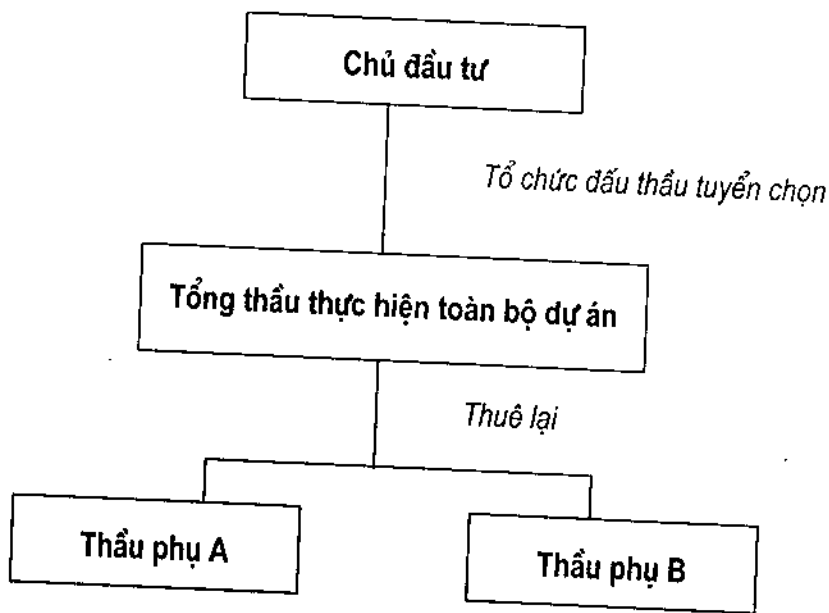 Chủ đầu tư
Tổ chức đấu thầu tuyển chọn
Tổng thầu thực hiện toàn bộ dự án
Thuê lại
Thầu phụ A
Thầu phụ B